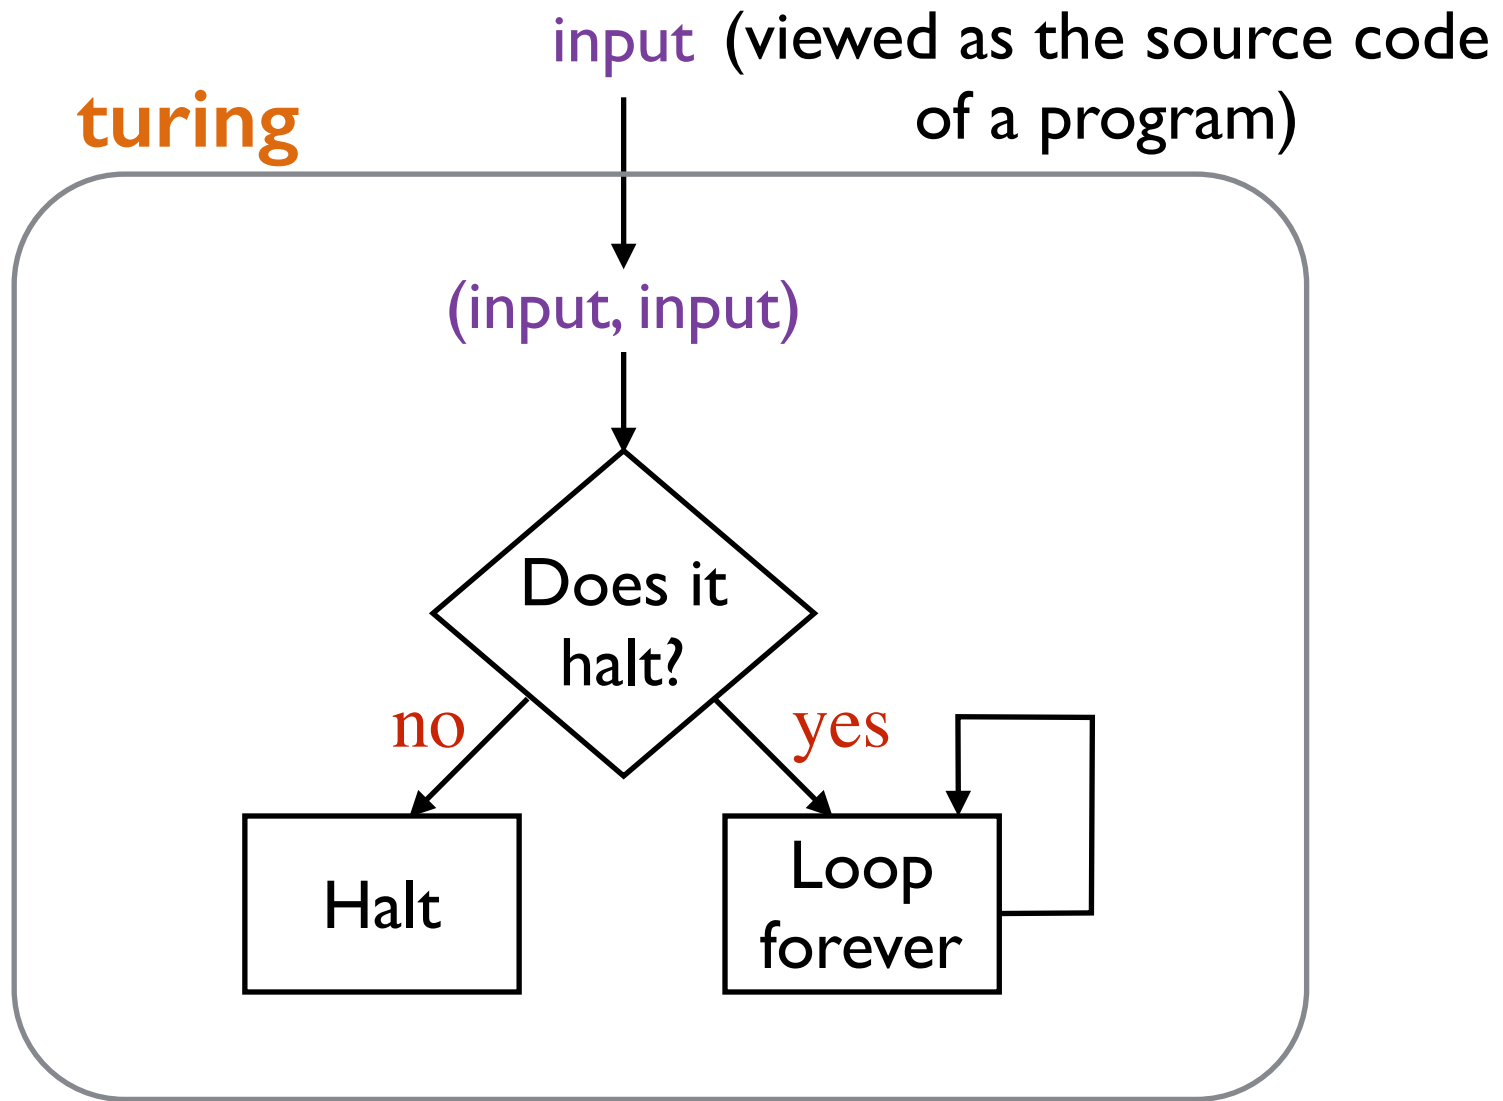 input (viewed as the source code
of a program)
turing
(input, input)
Does it
halt?
no
yes
Halt
Loop
forever